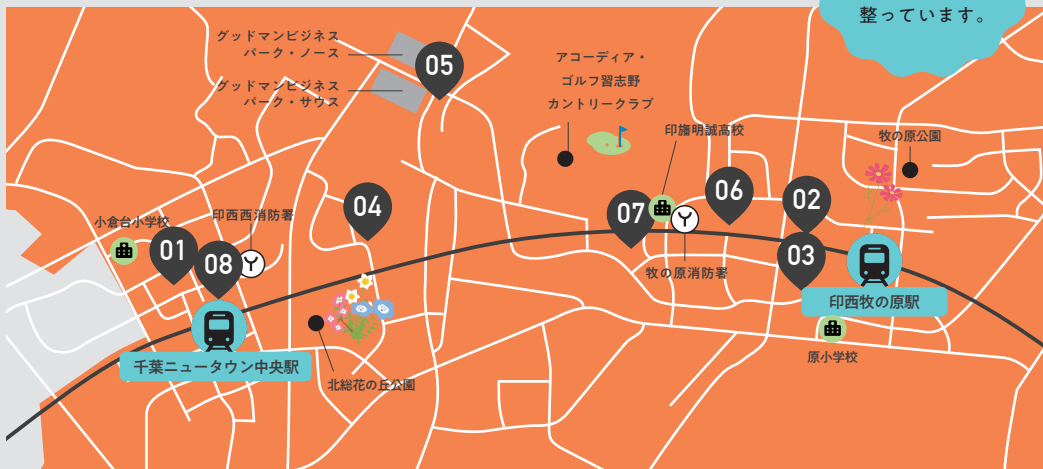 整っています。
グッドマンビジネス
パーク・ノース
グッドマンビジネス
パーク・サウス
05
アコーディア・
ゴルフ習志野
カントリークラブ
印旛明誠高校
牧の原公園
04
07
06
02
小倉台小学校
印西西消防署
01
08
03
牧の原消防署
印西牧の原駅
千葉ニュータウン中央駅
北総花の丘公園
原小学校